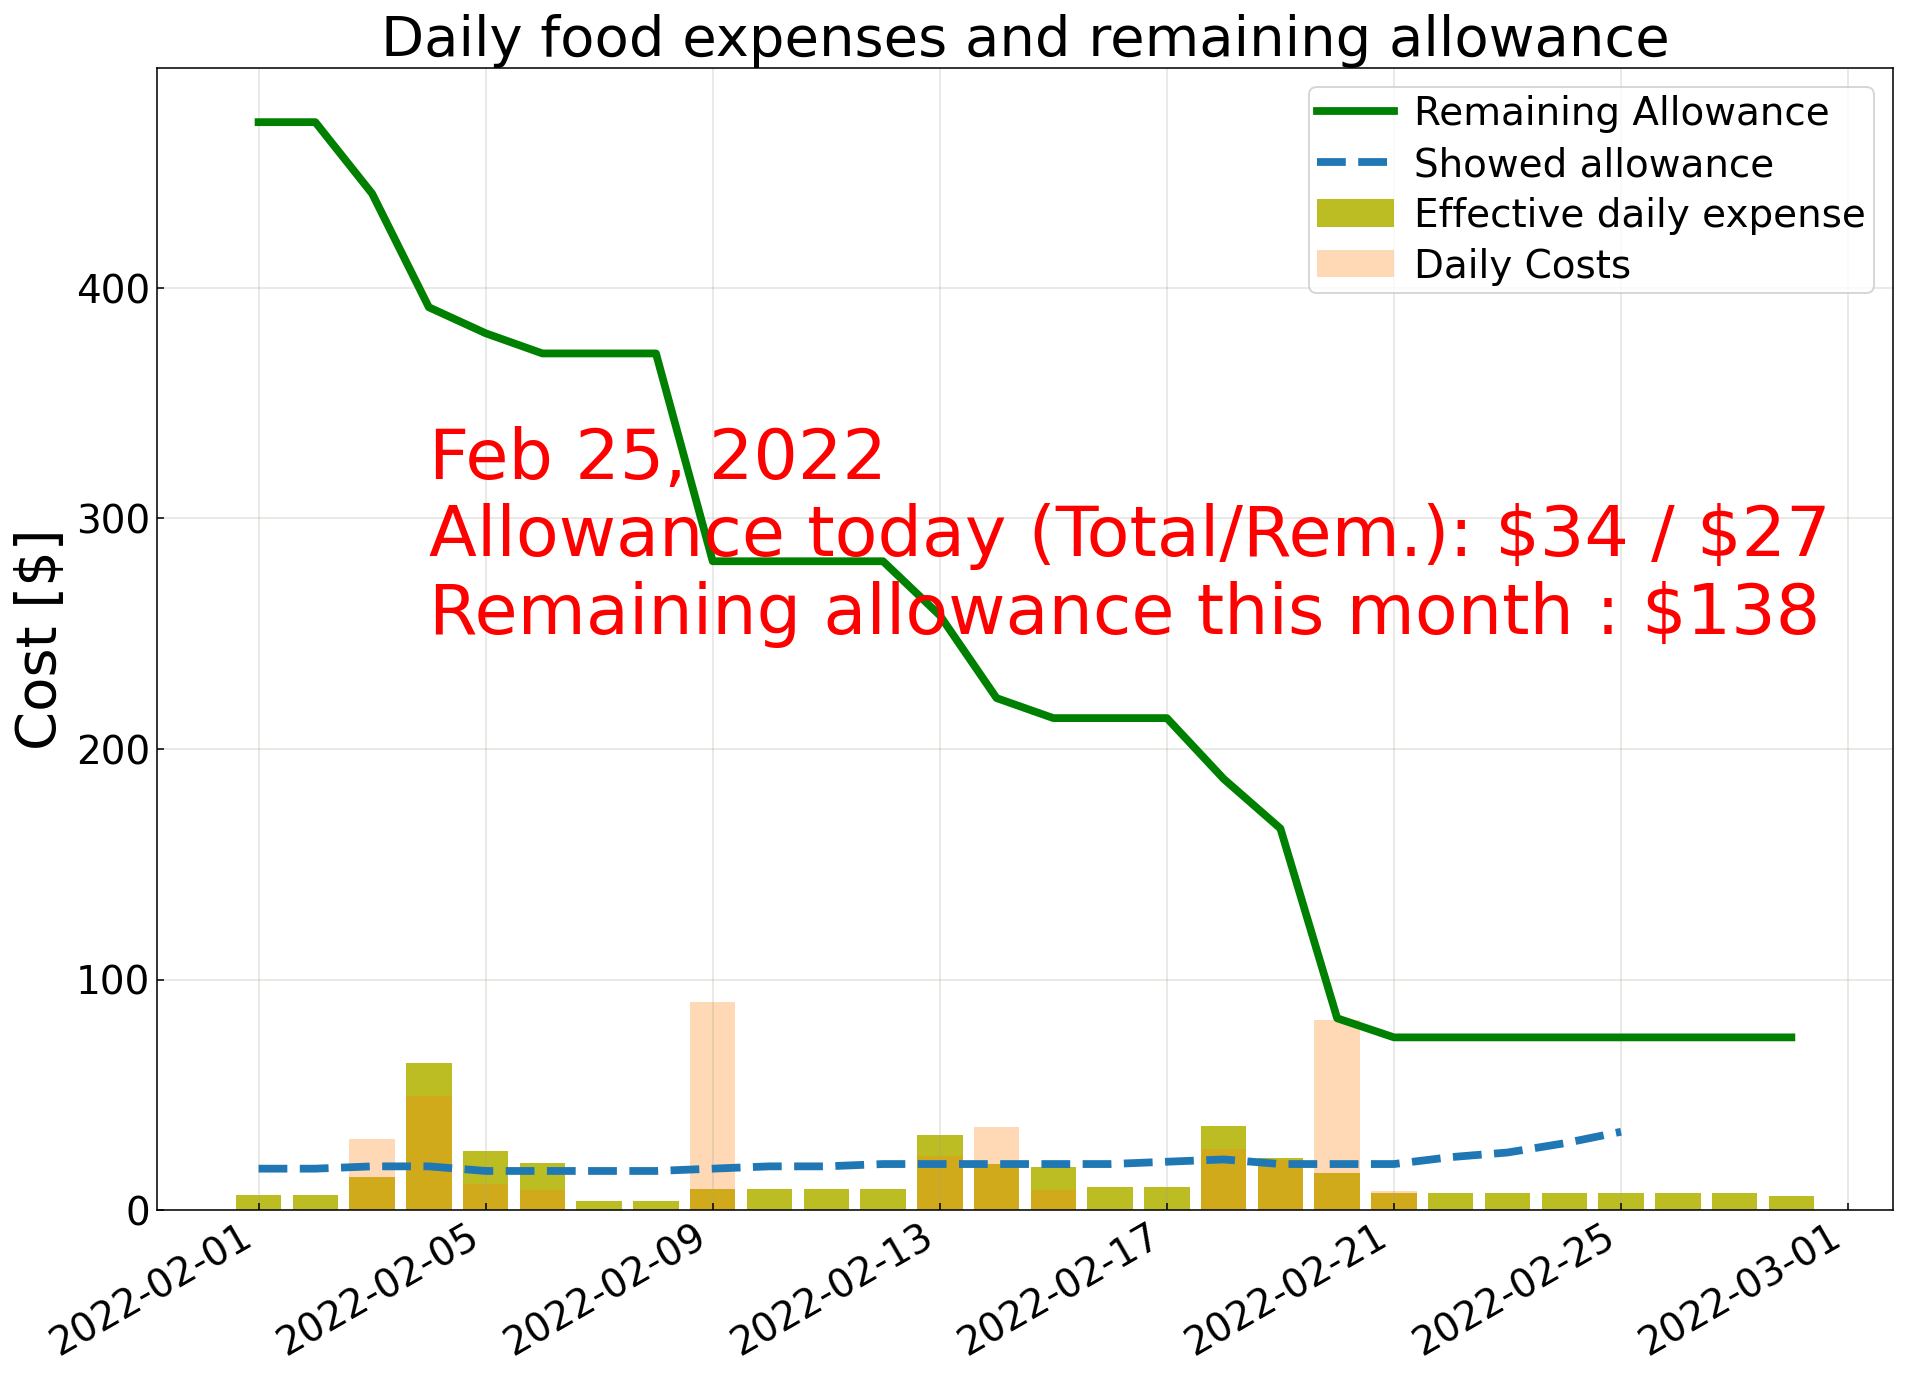 Daily food expenses and remaining allowance
Remaining Allowance
Showed allowance
Effective daily expense
Daily Costs
Cost [$]
400
300
200
100
0
Feb 25, 2022
Allowance today (Total/Rem.): $34 / $27
Remaining allowance this month : $138
2022-02-01
2022-02-05
2022-02-09
2022-02-13
2022-02-17
2022-02-21
2022-02-25
2022-03-01